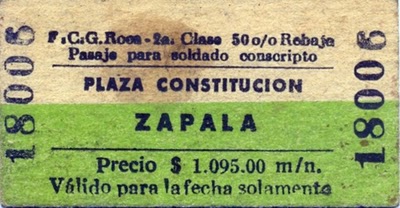 18006
F.C.G. Roca - 2a. Clase 50 o/o Rebaja
Pasaje para soldado conscripto
PLAZA CONSTITUCION
ZAPALA
Precio $ 1.095.00 m/n.
Válido para la fecha solamente
18006